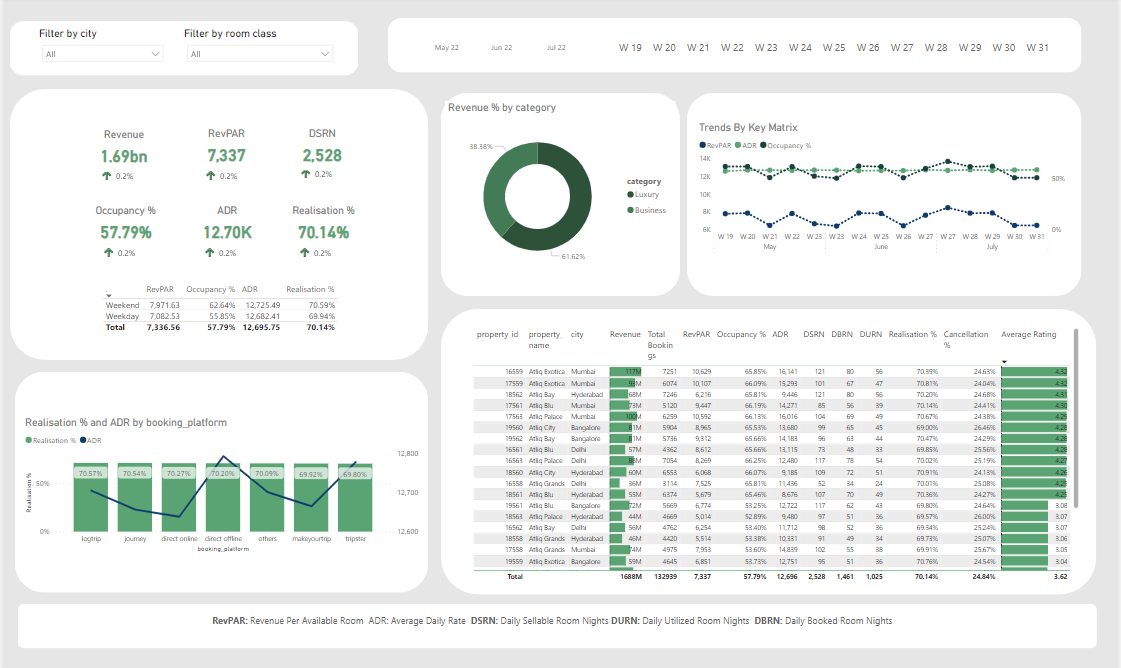 Filter by city
Filter by room class
All
All
May 22 Jun 22 Jul 22 W 19 W 20 W 21 W 22 W 23 W 24 W 25 W 26 W 27 W 28 W 29 W 30 W 31
Revenue RevPAR DSRN
1.69bn 7,337 2,528
0.2% 0.2% 0.2%
Occupancy % ADR Realisation %
57.79% 12.70K 70.14%
0.2% 0.2% 0.2%
RevPAR Occupancy % ADR Realisation %
Weekend 7,971.63 62.64% 12,725.49 70.59%
Weekday 7,082.53 55.85% 12,682.41 69.94%
Total 7,336.56 57.79% 12,695.75 70.14%
Revenue % by category
38.38%
61.62%
category
Luxury
Business
Trends By Key Matrix
RevPAR ADR Occupancy %
14K
12K
10K
8K
6K
50%
0%
W 19 W 20 W 21 W 22 W 23 W 23 W 24 W 25 W 26 W 27 W 27 W 28 W 29 W 30 W 31
May June July
Realisation % and ADR by booking_platform
Realisation % ADR
Realisation %
50%
0%
70.57% 70.54% 70.27% 70.20% 70.09% 69.92% 69.80%
12,800
12,700
12,600
logtrip journey direct online direct offline others makeyourtrip tripster
booking_platform
property_id property_name city Revenue Total Bookings RevPAR Occupancy % ADR DSRN DBRN DURN Realisation % Cancellation % Average Rating
16559 Atliq Exotica Mumbai 117M 7251 10,629 65.85% 16,141 121 80 56 70.39% 24.63% 4.32
17559 Atliq Exotica Mumbai 93M 6074 10,107 66.09% 15,293 101 67 47 70.81% 24.04% 4.32
18562 Atliq Bay Hyderabad 68M 7246 6,216 65.81% 9,446 121 80 56 70.20% 24.68% 4.31
17561 Atliq Blu Mumbai 73M 5120 9,447 66.19% 14,271 85 56 39 70.14% 24.41% 4.30
17563 Atliq Palace Mumbai 100M 6259 10,592 66.13% 16,016 104 69 49 70.67% 24.38% 4.28
19560 Atliq City Bangalore 81M 5904 8,965 65.53% 13,680 99 65 45 69.00% 26.46% 4.28
19562 Atliq Bay Bangalore 81M 5736 9,312 65.66% 14,183 96 63 44 70.47% 24.29% 4.28
16561 Atliq Blu Delhi 57M 4362 8,612 65.66% 13,115 73 48 33 69.85% 25.56% 4.28
16563 Atliq Palace Delhi 7054 8,269 66.25% 12,480 117 78 54 70.02% 25.19% 4.27
18560 Atliq City Hyderabad 60M 6553 6,068 66.07% 9,185 109 72 51 70.91% 24.13% 4.26
16558 Atliq Grands Delhi 36M 3114 7,525 65.81% 11,436 52 34 24 70.01% 25.08% 4.25
18561 Atliq Blu Hyderabad 55M 6374 5,679 65.46% 8,676 107 70 49 70.36% 24.27% 4.25
19561 Atliq Blu Bangalore 72M 5669 6,774 53.25% 12,722 117 62 43 69.80% 24.64% 3.08
18563 Atliq Palace Hyderabad 44M 4669 5,014 52.89% 9,480 97 51 36 69.57% 26.00% 3.07
16562 Atliq Bay Delhi 56M 4762 6,254 53.40% 11,712 98 52 36 69.34% 25.24% 3.07
18558 Atliq Grands Hyderabad 46M 4420 5,514 53.38% 10,331 91 49 34 69.73% 25.07% 3.06
17558 Atliq Grands Mumbai 74M 4975 7,953 53.60% 14,839 102 55 38 69.91% 25.67% 3.05
19559 Atliq Exotica Bangalore 59M 4645 6,851 53.73% 12,751 95 51 36 70.76% 24.54% 3.04
Total 1688M 132939 7,337 57.79% 12,696 2,528 1,461 1,025 70.14% 24.84% 3.62
RevPAR: Revenue Per Available Room ADR: Average Daily Rate DSRN: Daily Sellable Room Nights DURN: Daily Utilized Room Nights DBRN: Daily Booked Room Nights